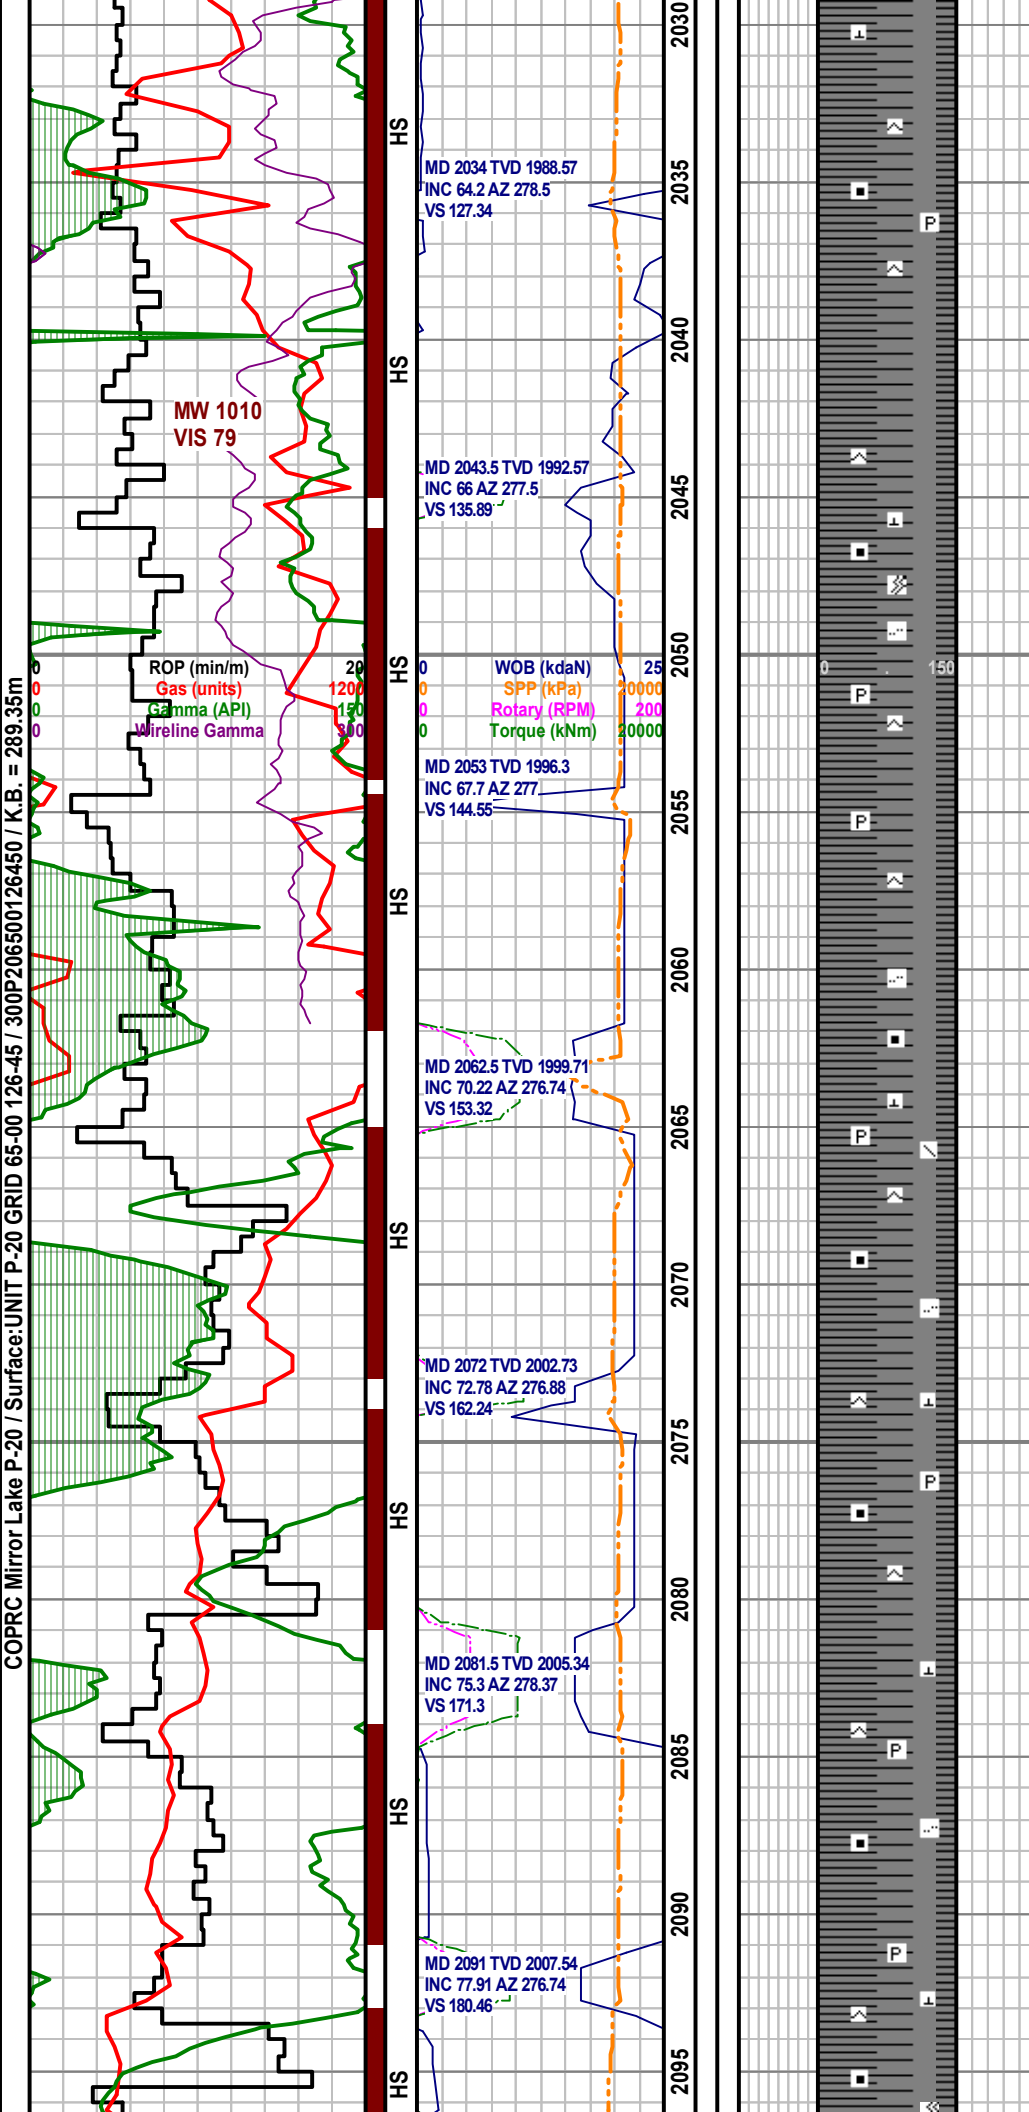 COPRC Mirror Lake P-20 / Surface:UNIT P-20 GRID 65-00 126-45 / 300P206500126450 / K.B. = 289.35m
2030
HS
MD 2034 TVD 1988.57
INC 64.2 AZ 278.5
VS 127.34
2035
P
2040
HS
MW 1010
VIS 79
MD 2043.5 TVD 1992.57
INC 66 AZ 277.5
VS 135.89
2045
2050
HS
0 ROP (min/m) 20
0 Gas (units) 1200
0 Gamma (API) 150
0 Wireline Gamma 300
0 WOB (kdaN) 25
0 SPP (kPa) 20000
0 Rotary (RPM) 200
0 Torque (kNm) 20000
0 150
P
MD 2053 TVD 1996.3
INC 67.7 AZ 277
VS 144.55
2055
P
HS
2060
MD 2062.5 TVD 1999.71
INC 70.22 AZ 276.74
VS 153.32
2065
P
HS
2070
MD 2072 TVD 2002.73
INC 72.78 AZ 276.88
VS 162.24
2075
P
HS
2080
MD 2081.5 TVD 2005.34
INC 75.3 AZ 278.37
VS 171.3
2085
P
HS
2090
P
MD 2091 TVD 2007.54
INC 77.91 AZ 276.74
VS 180.46
2095
HS